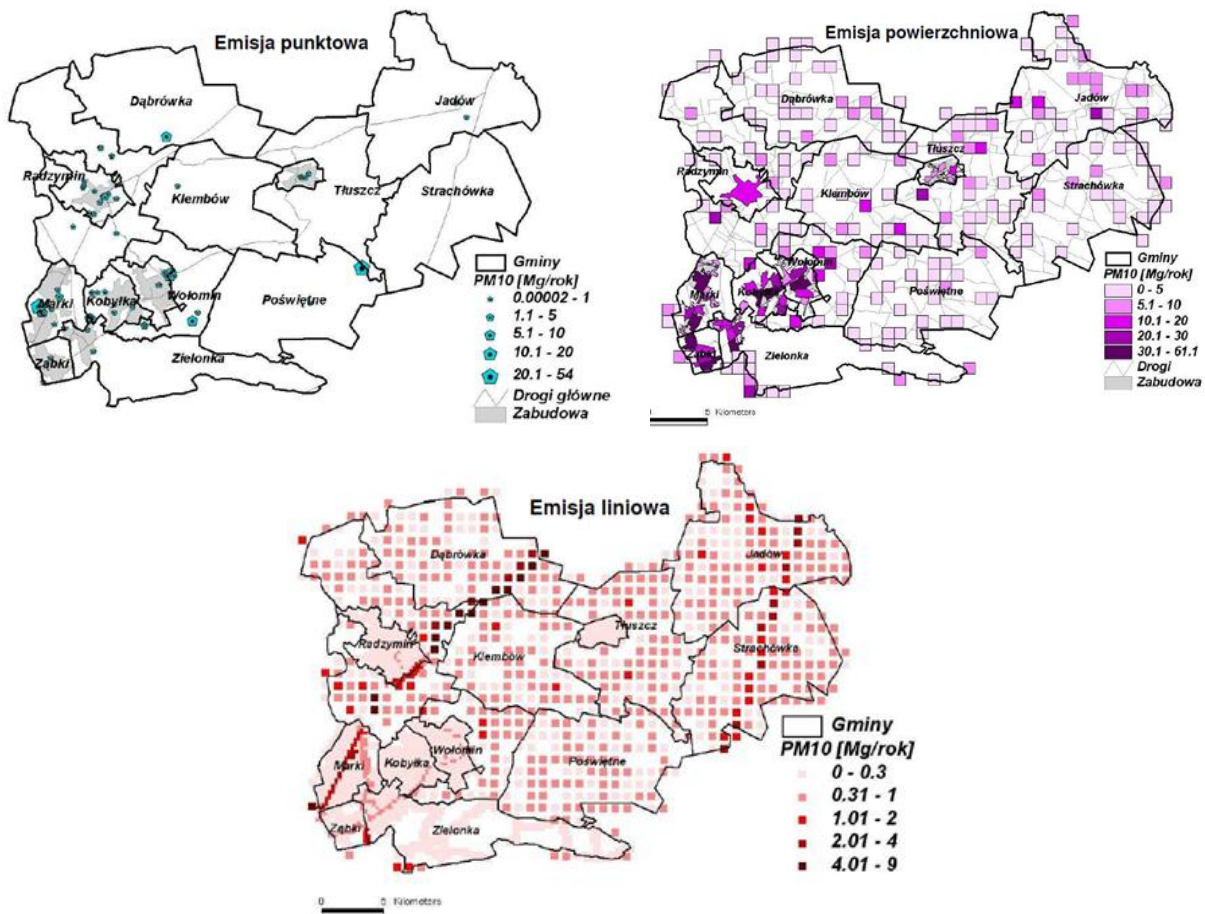 Emisja punktowa
Dąbrówka
Jadów
Radzymin
Klembów
Tłuszcz
Strachówka
Marki
Kobyłka
Wołomin
Poświętne
Ząbki
Zielonka
Gminy
PM10 [Mg/rok]
0.00002 - 1
1.1 - 5
5.1 - 10
10.1 - 20
20.1 - 54
Drogi główne
Zabudowa
Emisja powierzchniowa
Dąbrówka
Jadów
Tłuszcz
Radzymin
Klembów
Strachówka
Wołomin
Marki
Poświętne
Ząbki
Zielonka
Gminy
PM10 [Mg/rok]
0 - 5
5.1 - 10
10.1 - 20
20.1 - 30
30.1 - 61.1
Drogi
Zabudowa
Kilometers
Emisja liniowa
Dąbrówka
Jadów
Tłuszcz
Radzymin
Klembów
Strachówka
Wołomin
Marki
Kobyłka
Poświętne
Ząbki
Zielonka
Gminy
PM10 [Mg/rok]
0 - 0.3
0.31 - 1
1.01 - 2
2.01 - 4
4.01 - 9
0
Kilometers